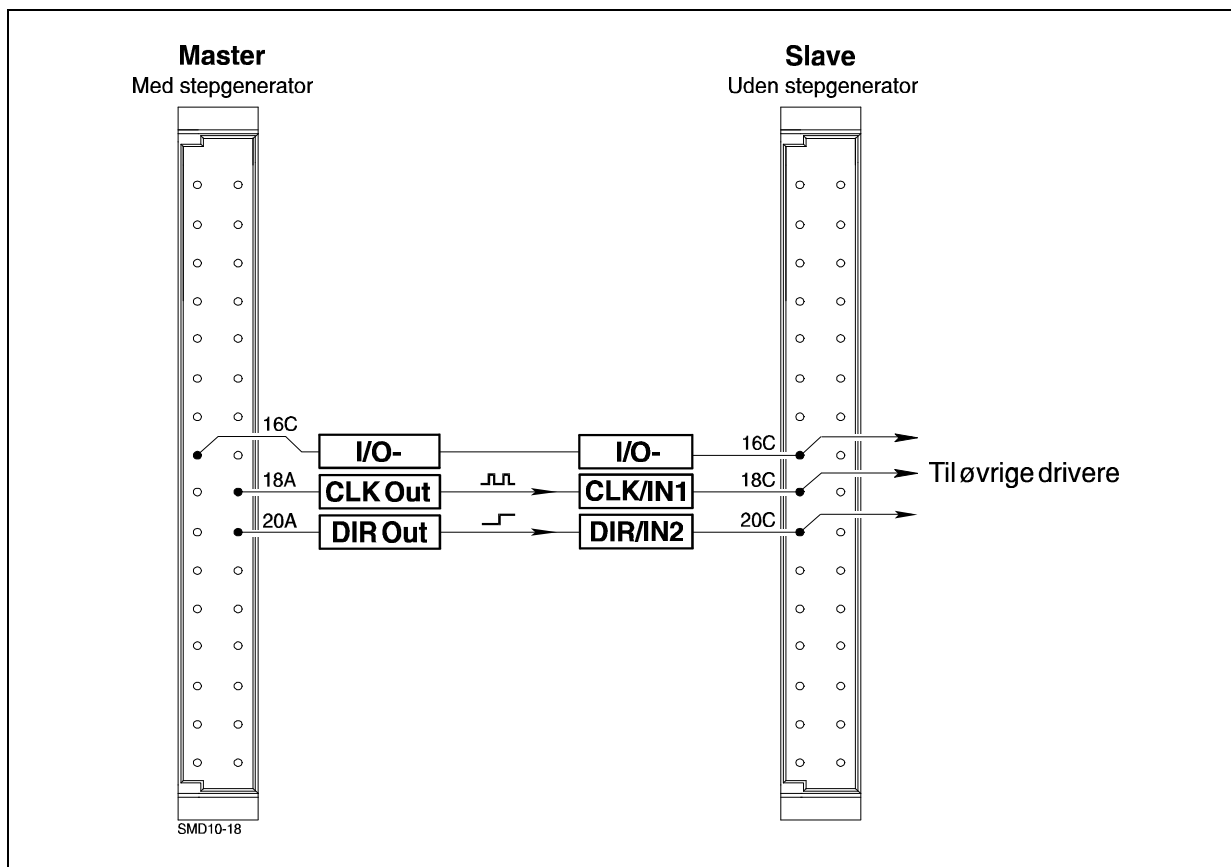 Master
Med stepgenerator
Slave
Uden stepgenerator
16C
I/O-
I/O-
16C
18A
CLK Out
CLK/IN1
18C
Til øvrige drivere
20A
DIR Out
DIR/IN2
20C
SMD10-18